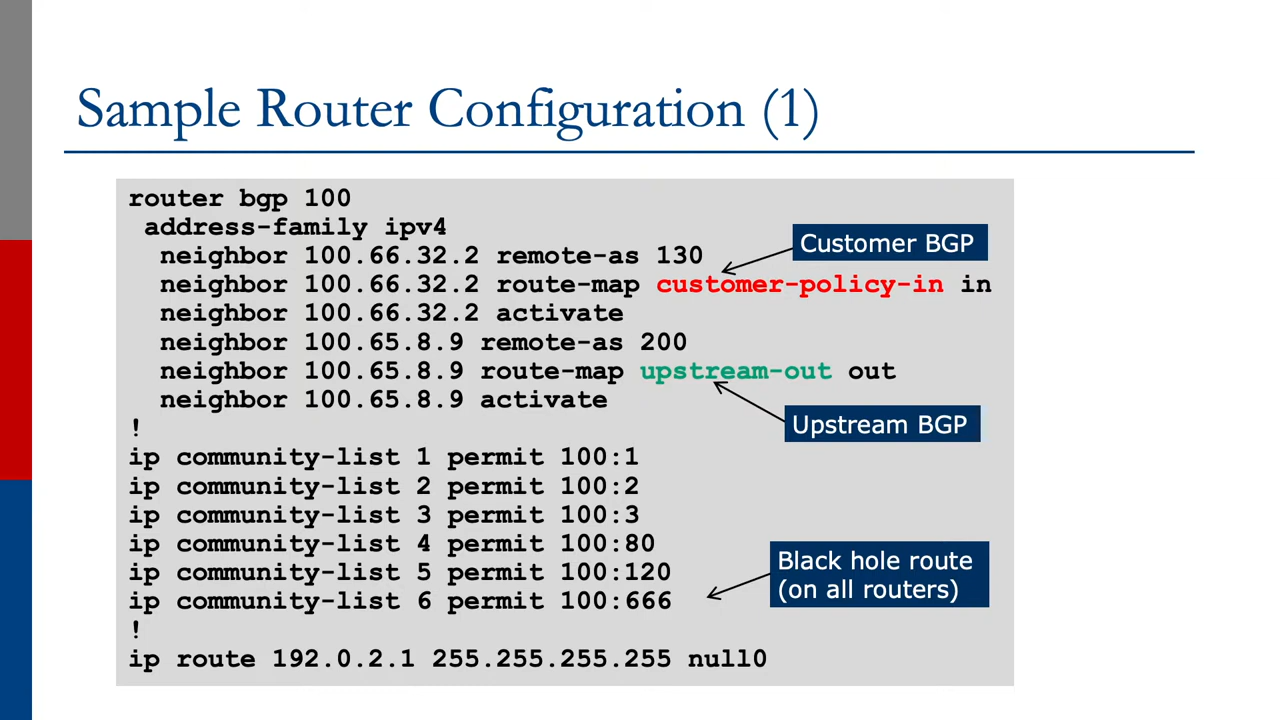 Sample Router Configuration (1)
router bgp 100
address-family ipv4
neighbor 100.66.32.2 remote-as 130
neighbor 100.66.32.2 route-map customer-policy-in in
neighbor 100.66.32.2 activate
neighbor 100.65.8.9 remote-as 200
neighbor 100.65.8.9 route-map upstream-out out
neighbor 100.65.8.9 activate
!
ip community-list 1 permit 100:1
ip community-list 2 permit 100:2
ip community-list 3 permit 100:3
ip community-list 4 permit 100:80
ip community-list 5 permit 100:120
ip community-list 6 permit 100:666
!
ip route 192.0.2.1 255.255.255.255 null0
Customer BGP
Upstream BGP
Black hole route
(on all routers)